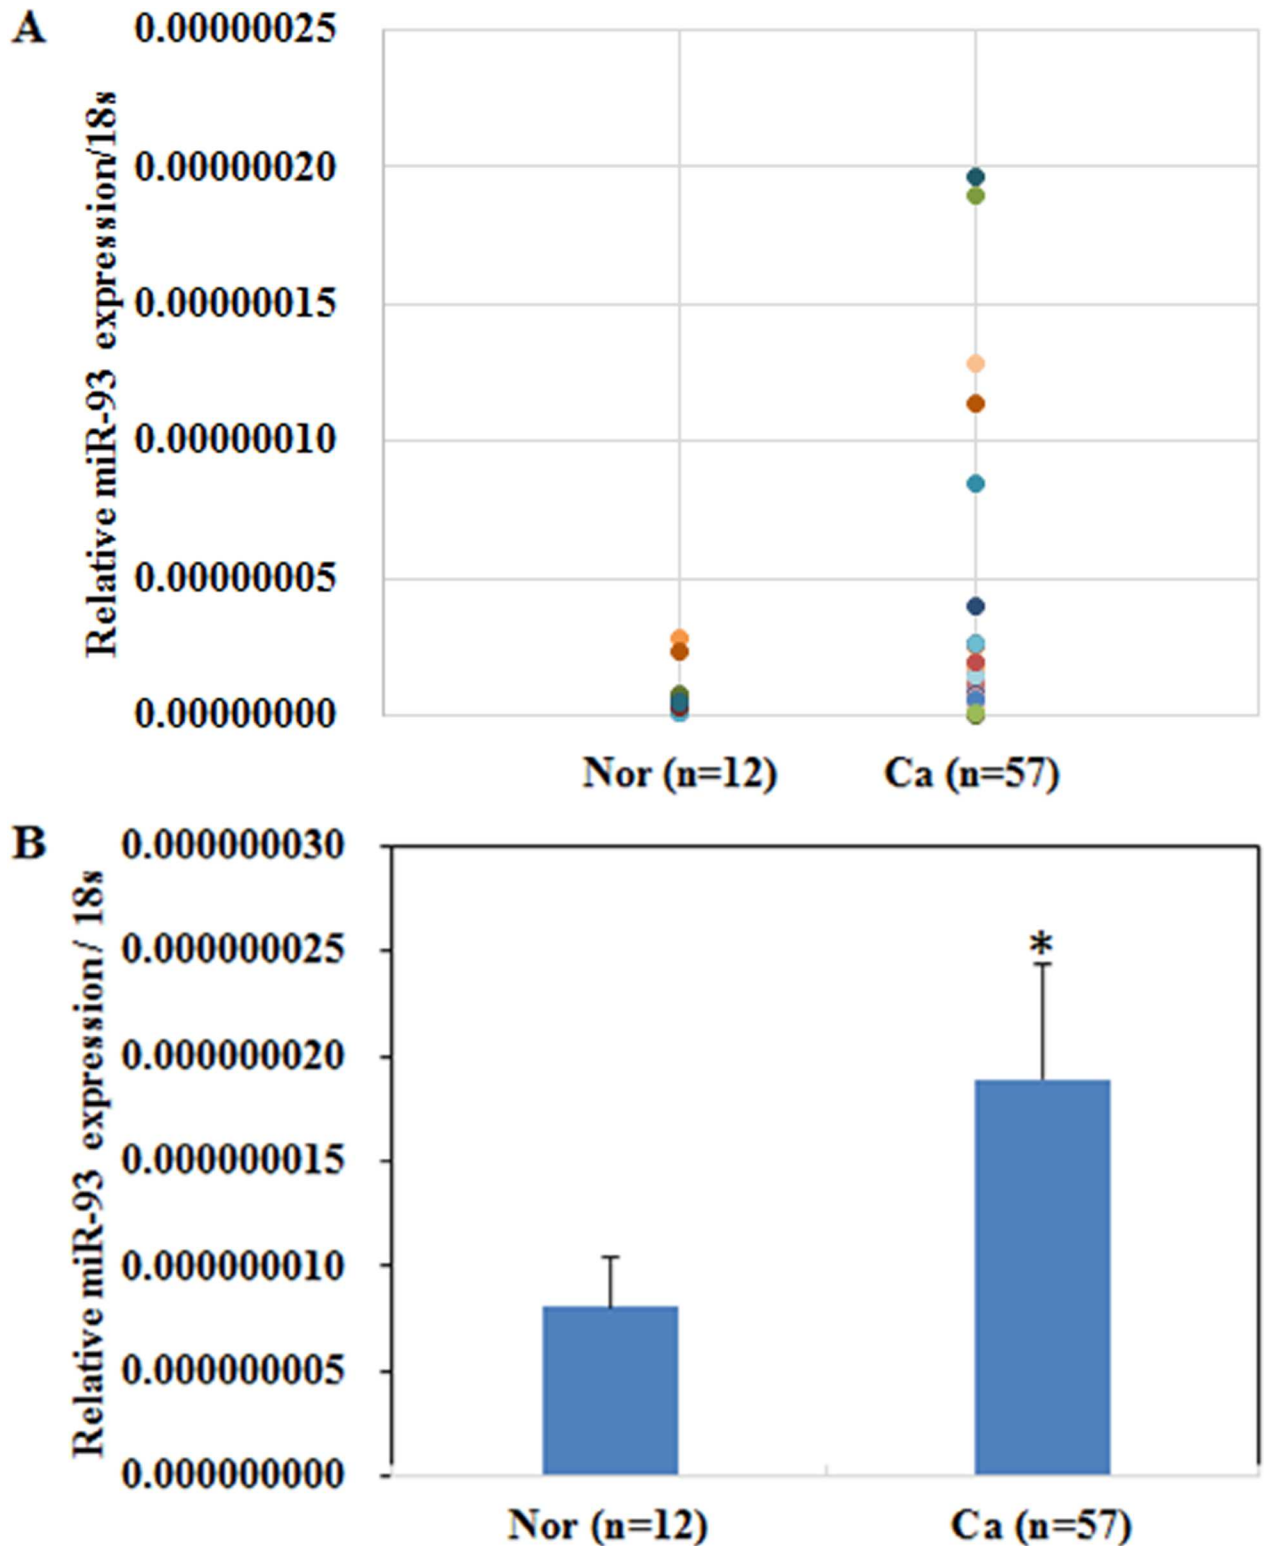 A
0.00000025
0.00000020
0.00000015
0.00000010
0.00000005
0.00000000
Relative miR-93 expression/18s
Nor (n=12)
Ca (n=57)
B
0.000000030
0.000000025
0.000000020
0.000000015
0.000000010
0.000000005
0.000000000
Relative miR-93 expression/ 18s
*
Nor (n=12)
Ca (n=57)